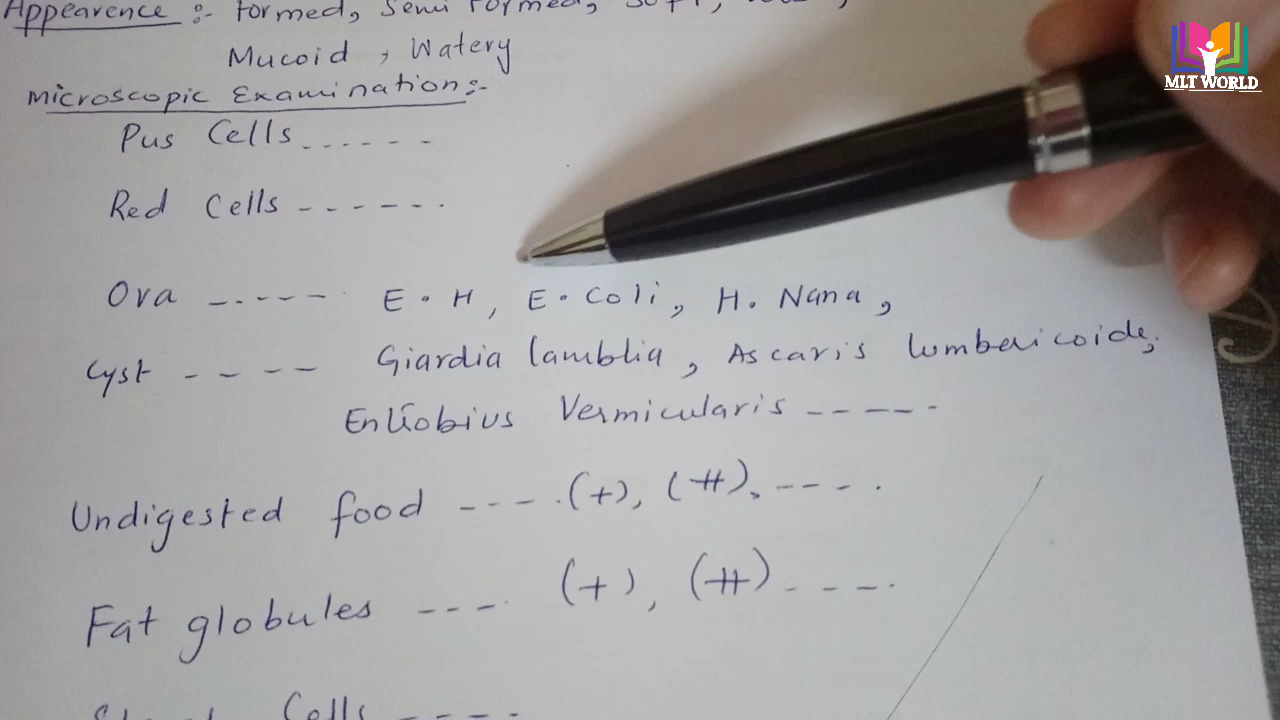 Appearence :- Formed, Semi Formed, Soft,
Mucoid , Watery
Microscopic Examination:-
Pus Cells ------
Red Cells ------
Ova ----- E. H, E. Coli, H. Nana,
Cyst ---- Giardia lamblia, Ascaris lumbericoide,
Entiobius Vermicularis -----
Undigested food ---- (+), (++), ----
Fat globules ---- (+), (++) ----
Cells ----
MLT WORLD